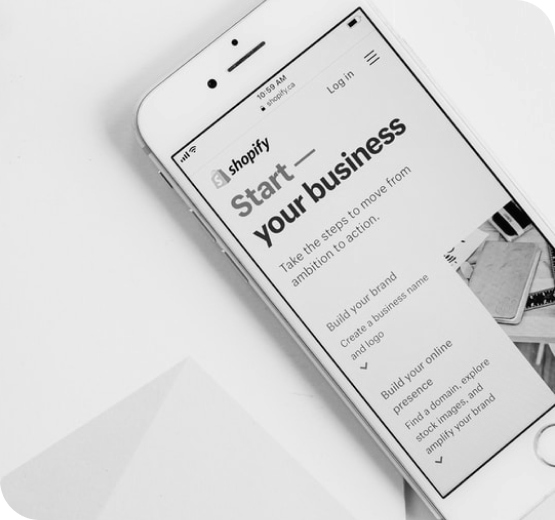 10:59 AM
shopify.ca
Log in
shopify
Start —
your business
Take the steps to move from
ambition to action.
Build your brand
Create a business name
and logo
Build your online
presence
Find a domain, explore
stock images, and
amplify your brand